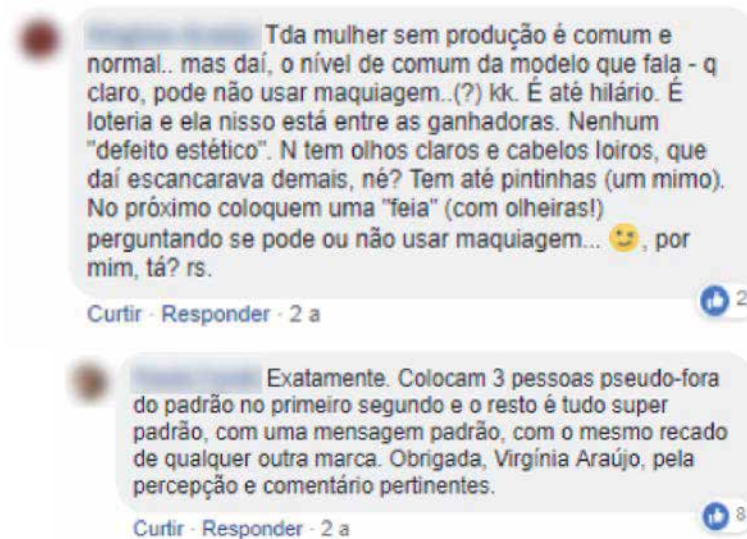 Tda mulher sem produção é comum e
normal.. mas daí, o nível de comum da modelo que fala - q
claro, pode não usar maquiagem..(?) kk. É até hilário. É
loteria e ela nisso está entre as ganhadoras. Nenhum
"defeito estético". N tem olhos claros e cabelos loiros, que
daí escancarava demais, né? Tem até pintinhas (um mimo).
No próximo coloquem uma "feia" (com olheiras!)
perguntando se pode ou não usar maquiagem... 😉, por
mim, tá? rs.
2
Curtir · Responder · 2 a
Exatamente. Colocam 3 pessoas pseudo-fora
do padrão no primeiro segundo e o resto é tudo super
padrão, com uma mensagem padrão, com o mesmo recado
de qualquer outra marca. Obrigada, Virgínia Araújo, pela
percepção e comentário pertinentes.
8
Curtir · Responder · 2 a